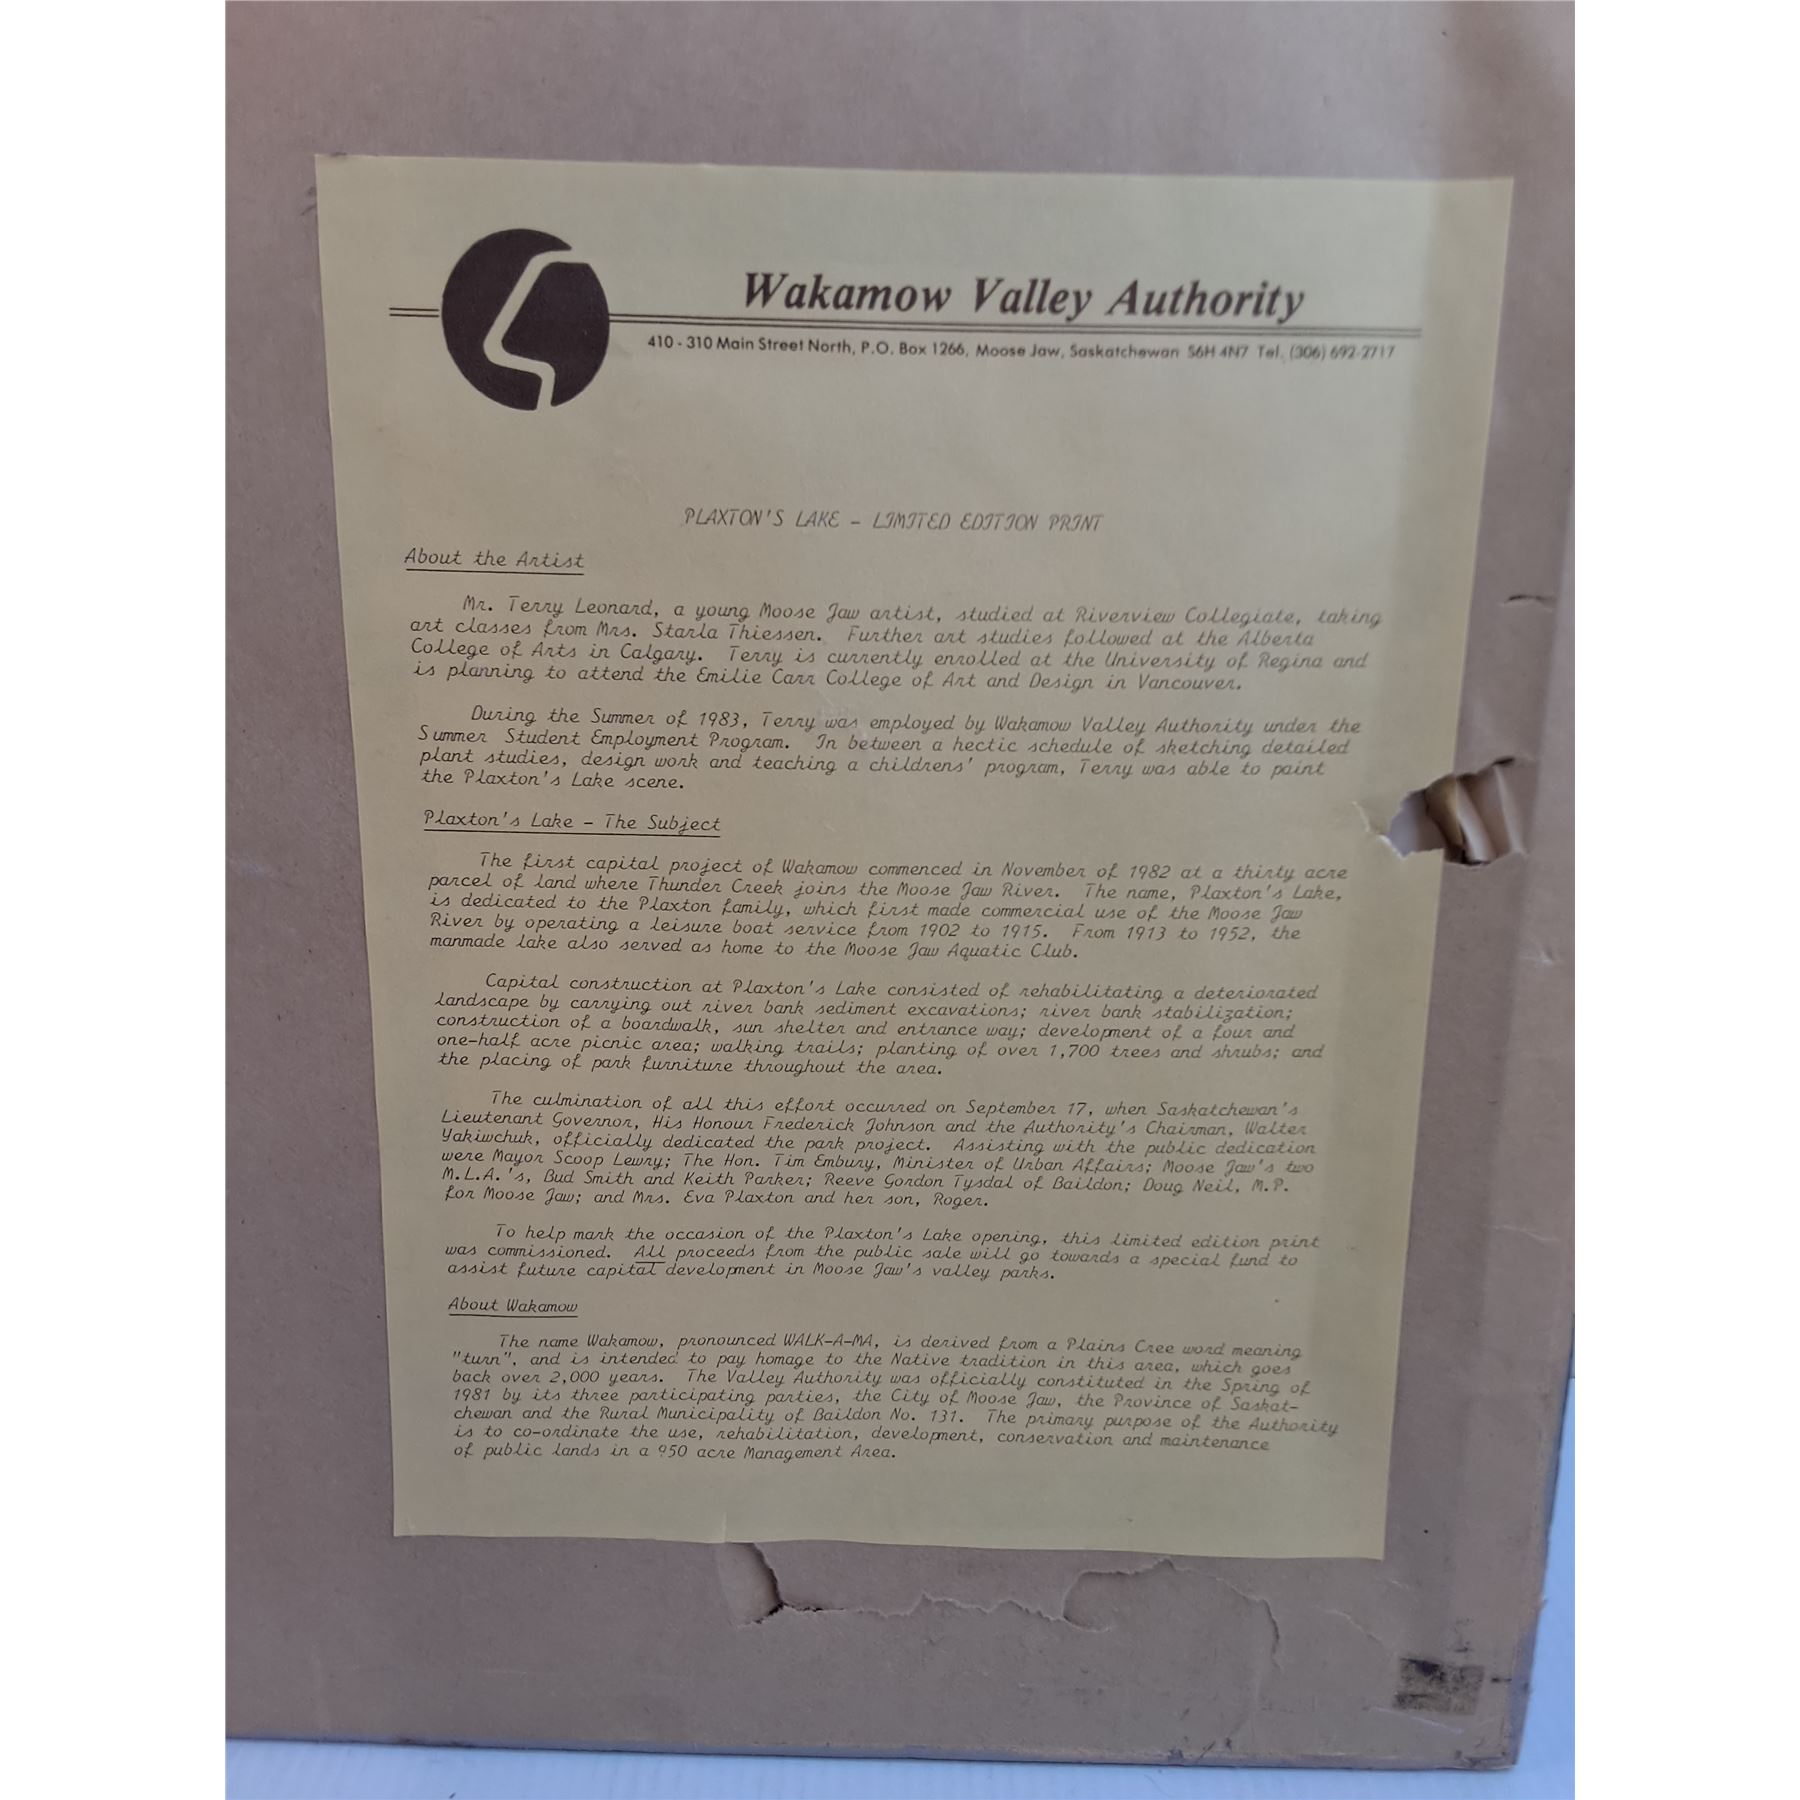 Wakamow Valley Authority
410 - 310 Main Street North, P.O. Box 1266, Moose Jaw, Saskatchewan S6H 4N7 Tel. (306) 692-2717
PLAXTON'S LAKE - LIMITED EDITION PRINT
About the Artist
Mr. Terry Leonard, a young Moose Jaw artist, studied at Riverview Collegiate, taking
art classes from Mrs. Starla Thiessen. Further art studies followed at the Alberta
College of Arts in Calgary. Terry is currently enrolled at the University of Regina and
is planning to attend the Emilie Carr College of Art and Design in Vancouver.
During the Summer of 1983, Terry was employed by Wakamow Valley Authority under the
Summer Student Employment Program. In between a hectic schedule of sketching detailed
plant studies, design work and teaching a childrens' program, Terry was able to paint
the Plaxton's Lake scene.
Plaxton's Lake - The Subject
The first capital project of Wakamow commenced in November of 1982 at a thirty acre
parcel of land where Thunder Creek joins the Moose Jaw River. The name, Plaxton's Lake,
is dedicated to the Plaxton family, which first made commercial use of the Moose Jaw
River by operating a leisure boat service from 1902 to 1915. From 1913 to 1952, the
manmade lake also served as home to the Moose Jaw Aquatic Club.
Capital construction at Plaxton's Lake consisted of rehabilitating a deteriorated
landscape by carrying out river bank sediment excavations; river bank stabilization;
construction of a boardwalk, sun shelter and entrance way; development of a four and
one-half acre picnic area; walking trails; planting of over 1,700 trees and shrubs; and
the placing of park furniture throughout the area.
The culmination of all this effort occurred on September 17, when Saskatchewan's
Lieutenant Governor, His Honour Frederick Johnson and the Authority's Chairman, Walter
Yakiwchuk, officially dedicated the park project. Assisting with the public dedication
were Mayor Scoop Lewry; The Hon. Tim Embury, Minister of Urban Affairs; Moose Jaw's two
M.L.A.'s, Bud Smith and Keith Parker; Reeve Gordon Tysdal of Baildon; Doug Neil, M.P.
for Moose Jaw; and Mrs. Eva Plaxton and her son, Roger.
To help mark the occasion of the Plaxton's Lake opening, this limited edition print
was commissioned. All proceeds from the public sale will go towards a special fund to
assist future capital development in Moose Jaw's valley parks.
About Wakamow
The name Wakamow, pronounced WALK-A-MA, is derived from a Plains Cree word meaning
"turn", and is intended to pay homage to the Native tradition in this area, which goes
back over 2,000 years. The Valley Authority was officially constituted in the Spring of
1981 by its three participating parties, the City of Moose Jaw, the Province of Saskat-
chewan and the Rural Municipality of Baildon No. 131. The primary purpose of the Authority
is to co-ordinate the use, rehabilitation, development, conservation and maintenance
of public lands in a 950 acre Management Area.